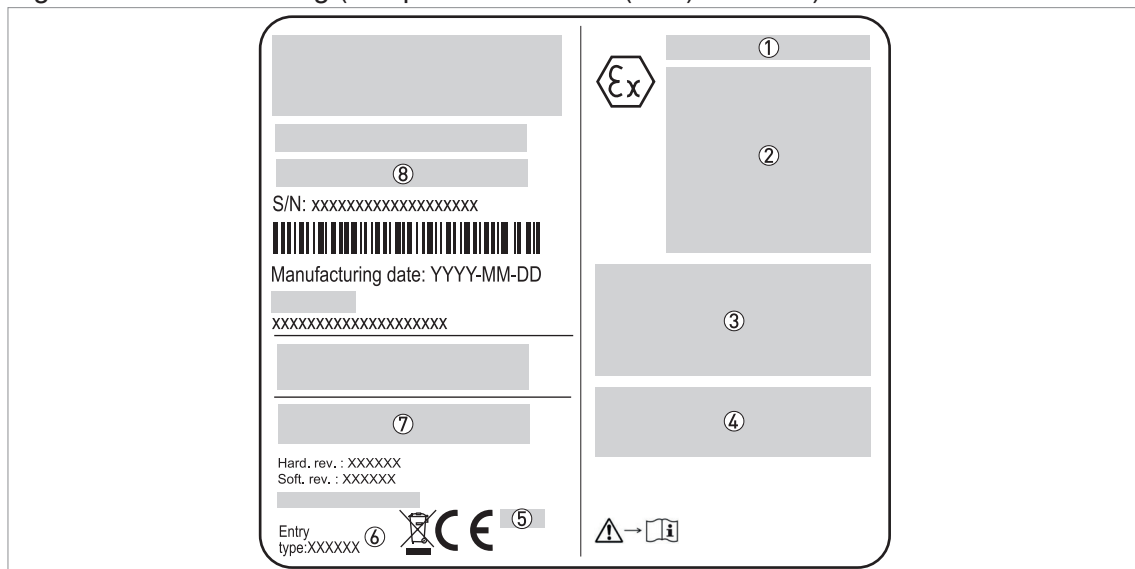 ⑧
S/N: xxxxxxxxxxxxxxxxxxx
Manufacturing date: YYYY-MM-DD
xxxxxxxxxxxxxxxxxxxx
⑦
Hard. rev. : XXXXXX
Soft. rev. : XXXXXX
Entry
type:XXXXXX ⑥
CE ⑤
Ex
①
②
③
④